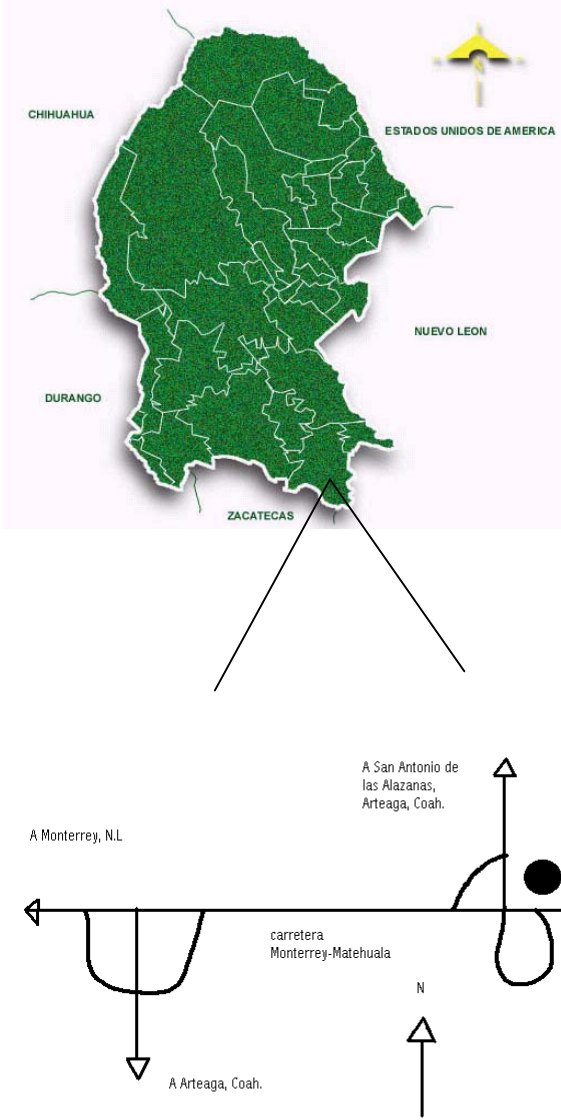 CHIHUAHUA
ESTADOS UNIDOS DE AMERICA
NUEVO LEON
DURANGO
ZACATECAS
A San Antonio de
las Alazanas,
Arteaga, Coah.
A Monterrey, N.L
carretera
Monterrey-Matehuala
N
A Arteaga, Coah.